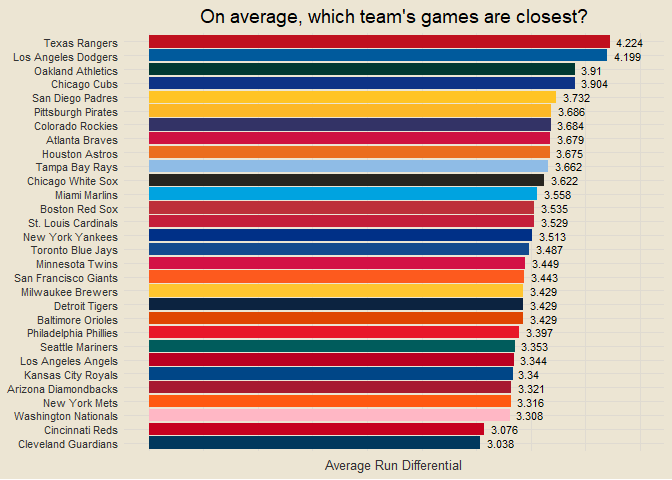 On average, which team's games are closest?
Texas Rangers 4.224
Los Angeles Dodgers 4.199
Oakland Athletics 3.91
Chicago Cubs 3.904
San Diego Padres 3.732
Pittsburgh Pirates 3.686
Colorado Rockies 3.684
Atlanta Braves 3.679
Houston Astros 3.675
Tampa Bay Rays 3.662
Chicago White Sox 3.622
Miami Marlins 3.558
Boston Red Sox 3.535
St. Louis Cardinals 3.529
New York Yankees 3.513
Toronto Blue Jays 3.487
Minnesota Twins 3.449
San Francisco Giants 3.443
Milwaukee Brewers 3.429
Detroit Tigers 3.429
Baltimore Orioles 3.429
Philadelphia Phillies 3.397
Seattle Mariners 3.353
Los Angeles Angels 3.344
Kansas City Royals 3.34
Arizona Diamondbacks 3.321
New York Mets 3.316
Washington Nationals 3.308
Cincinnati Reds 3.076
Cleveland Guardians 3.038
Average Run Differential